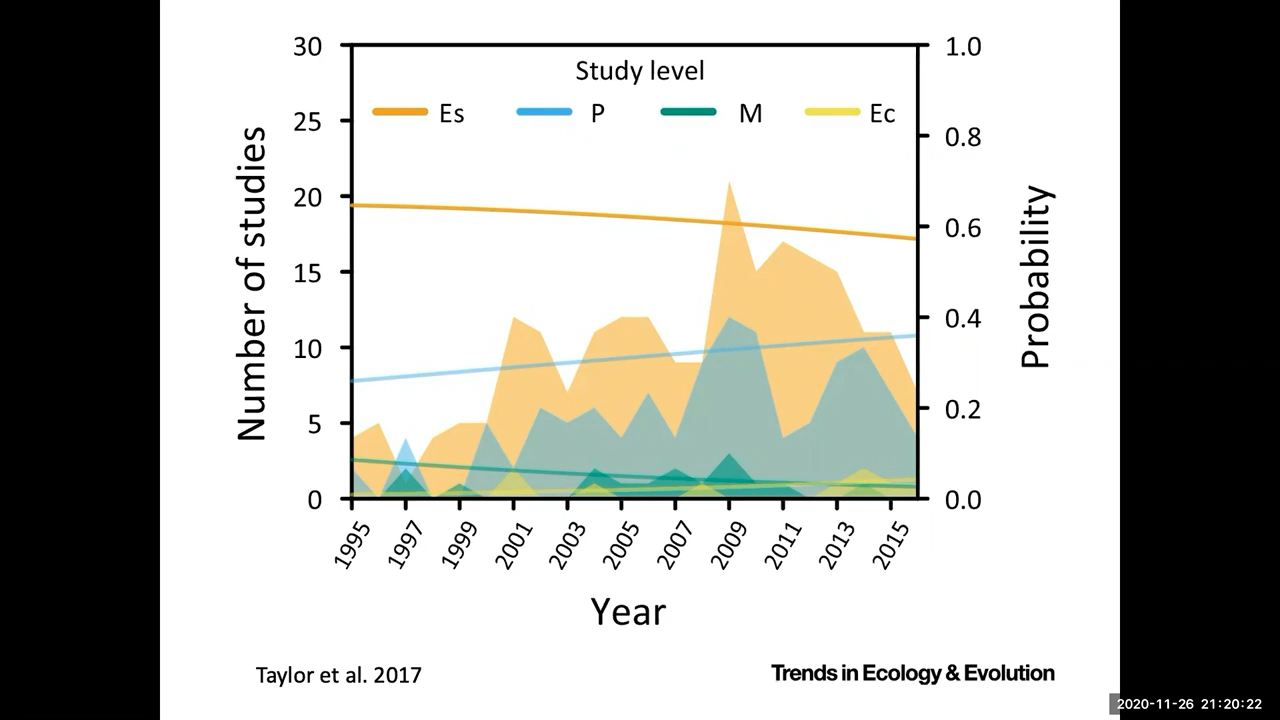 30
25
20
15
10
5
0
Number of studies
Study level
Es P M Ec
1.0
0.8
0.6
0.4
0.2
0.0
Probability
1995 1997 1999 2001 2003 2005 2007 2009 2011 2013 2015
Year
Taylor et al. 2017
Trends in Ecology & Evolution
2020-11-26 21:20:22